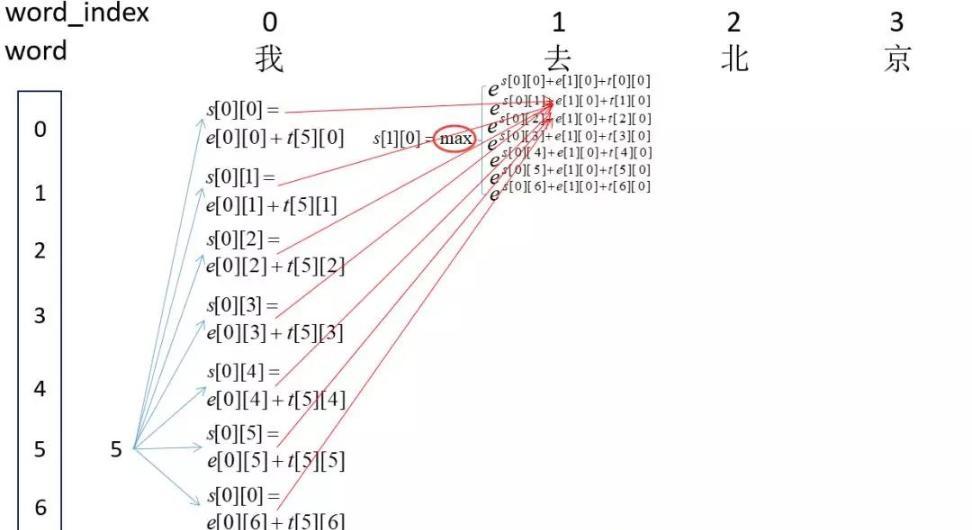 word_index 0 1 2 3
word 我 去 北 京
0
1
2
3
4
5
6
5
s[0][0] =
e[0][0] + t[5][0]
s[0][1] =
e[0][1] + t[5][1]
s[0][2] =
e[0][2] + t[5][2]
s[0][3] =
e[0][3] + t[5][3]
s[0][4] =
e[0][4] + t[5][4]
s[0][5] =
e[0][5] + t[5][5]
s[0][0] =
e[0][6] + t[5][6]
s[1][0] = max
e s[0][0]+e[1][0]+t[0][0]
e s[0][1]+e[1][0]+t[1][0]
e s[0][2]+e[1][0]+t[2][0]
e s[0][3]+e[1][0]+t[3][0]
e s[0][4]+e[1][0]+t[4][0]
e s[0][5]+e[1][0]+t[5][0]
e s[0][6]+e[1][0]+t[6][0]